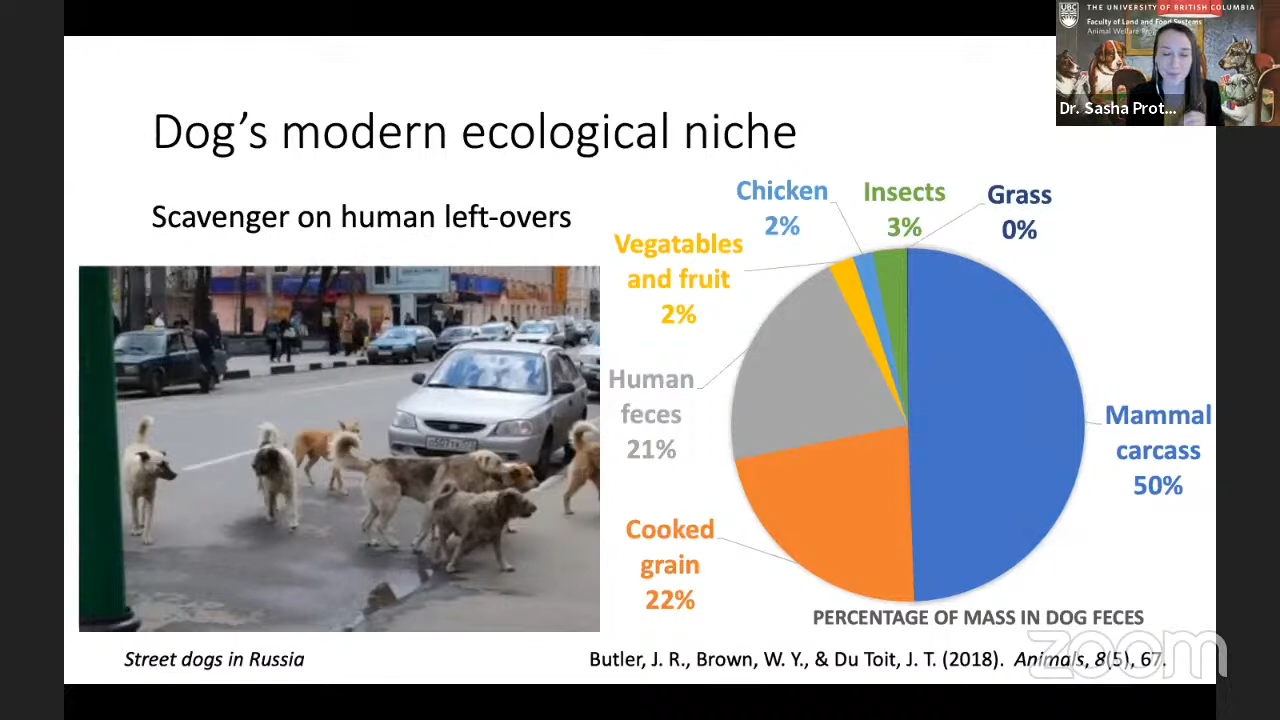 THE UNIVERSITY OF BRITISH COLUMBIA
UBC
Faculty of Land and Food Systems
Dr. Sasha Prot...
Dog's modern ecological niche
Scavenger on human left-overs
Chicken
2%
Insects
3%
Grass
0%
Vegatables
and fruit
2%
Human
feces
21%
Mammal
carcass
50%
Cooked
grain
22%
PERCENTAGE OF MASS IN DOG FECES
Street dogs in Russia
Butler, J. R., Brown, W. Y., & Du Toit, J. T. (2018). Animals, 8(5), 67.
zoom